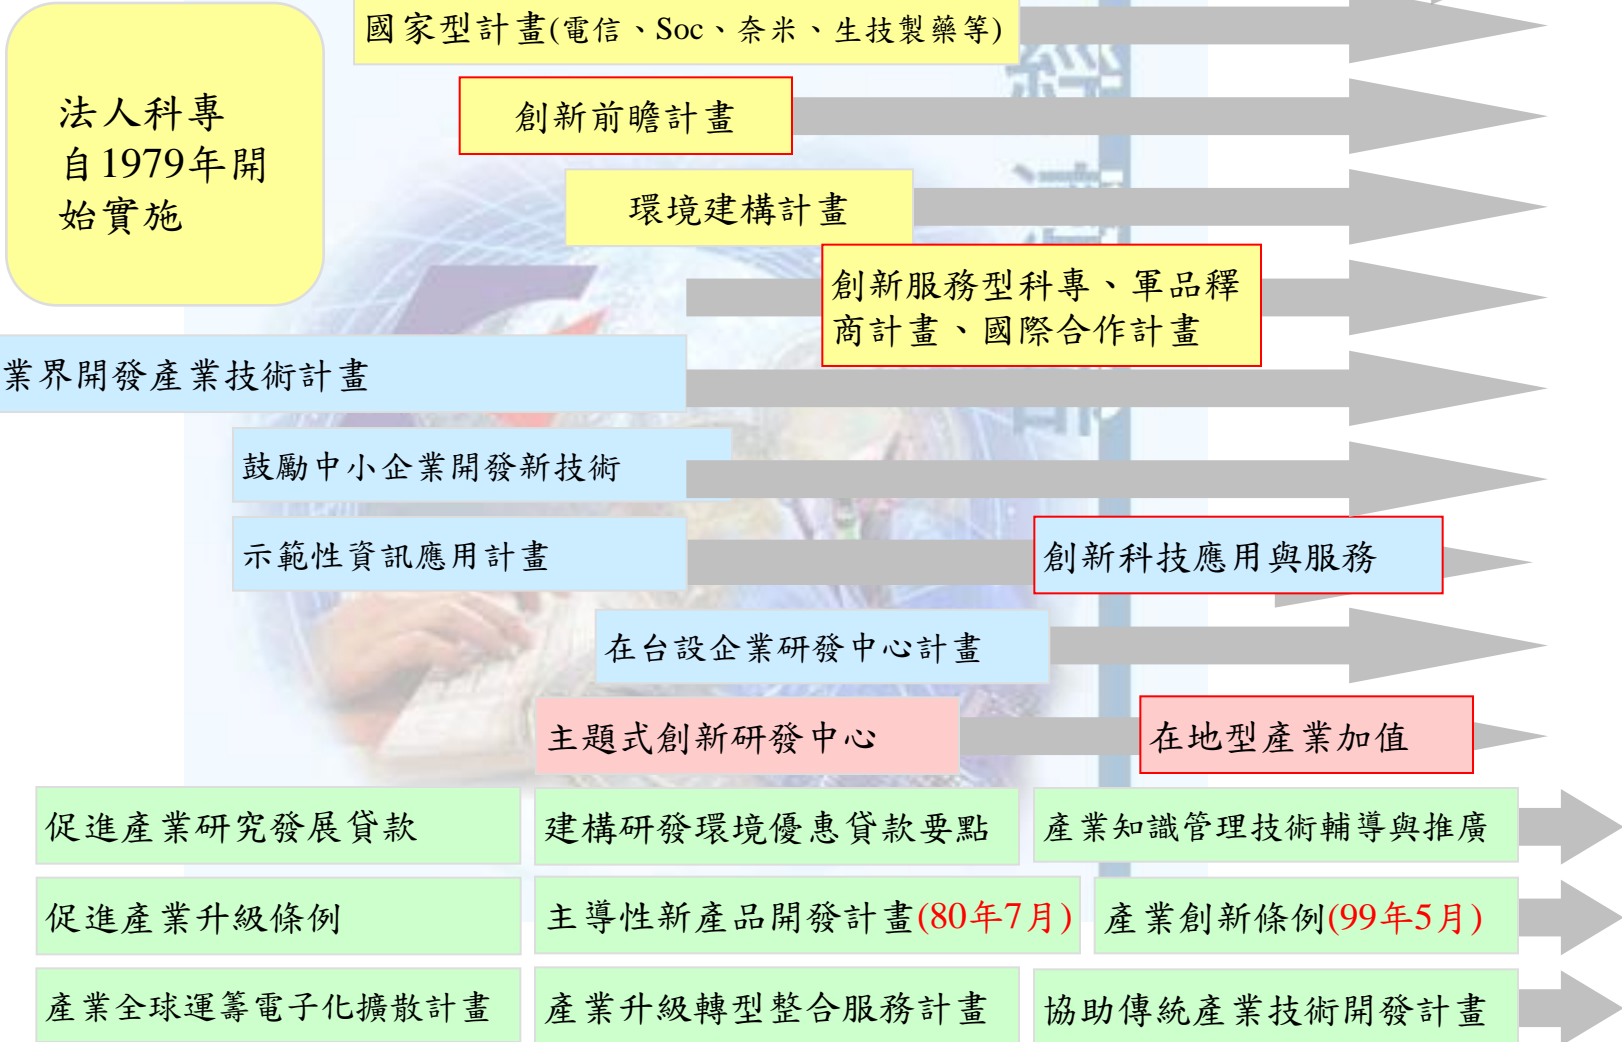 國家型計畫(電信、Soc、奈米、生技製藥等)
法人科專
自1979年開
始實施
創新前瞻計畫
環境建構計畫
創新服務型科專、軍品釋
商計畫、國際合作計畫
業界開發產業技術計畫
鼓勵中小企業開發新技術
示範性資訊應用計畫
創新科技應用與服務
在台設企業研發中心計畫
主題式創新研發中心
在地型產業加值
促進產業研究發展貸款
建構研發環境優惠貸款要點
產業知識管理技術輔導與推廣
促進產業升級條例
主導性新產品開發計畫(80年7月)
產業創新條例(99年5月)
產業全球運籌電子化擴散計畫
產業升級轉型整合服務計畫
協助傳統產業技術開發計畫